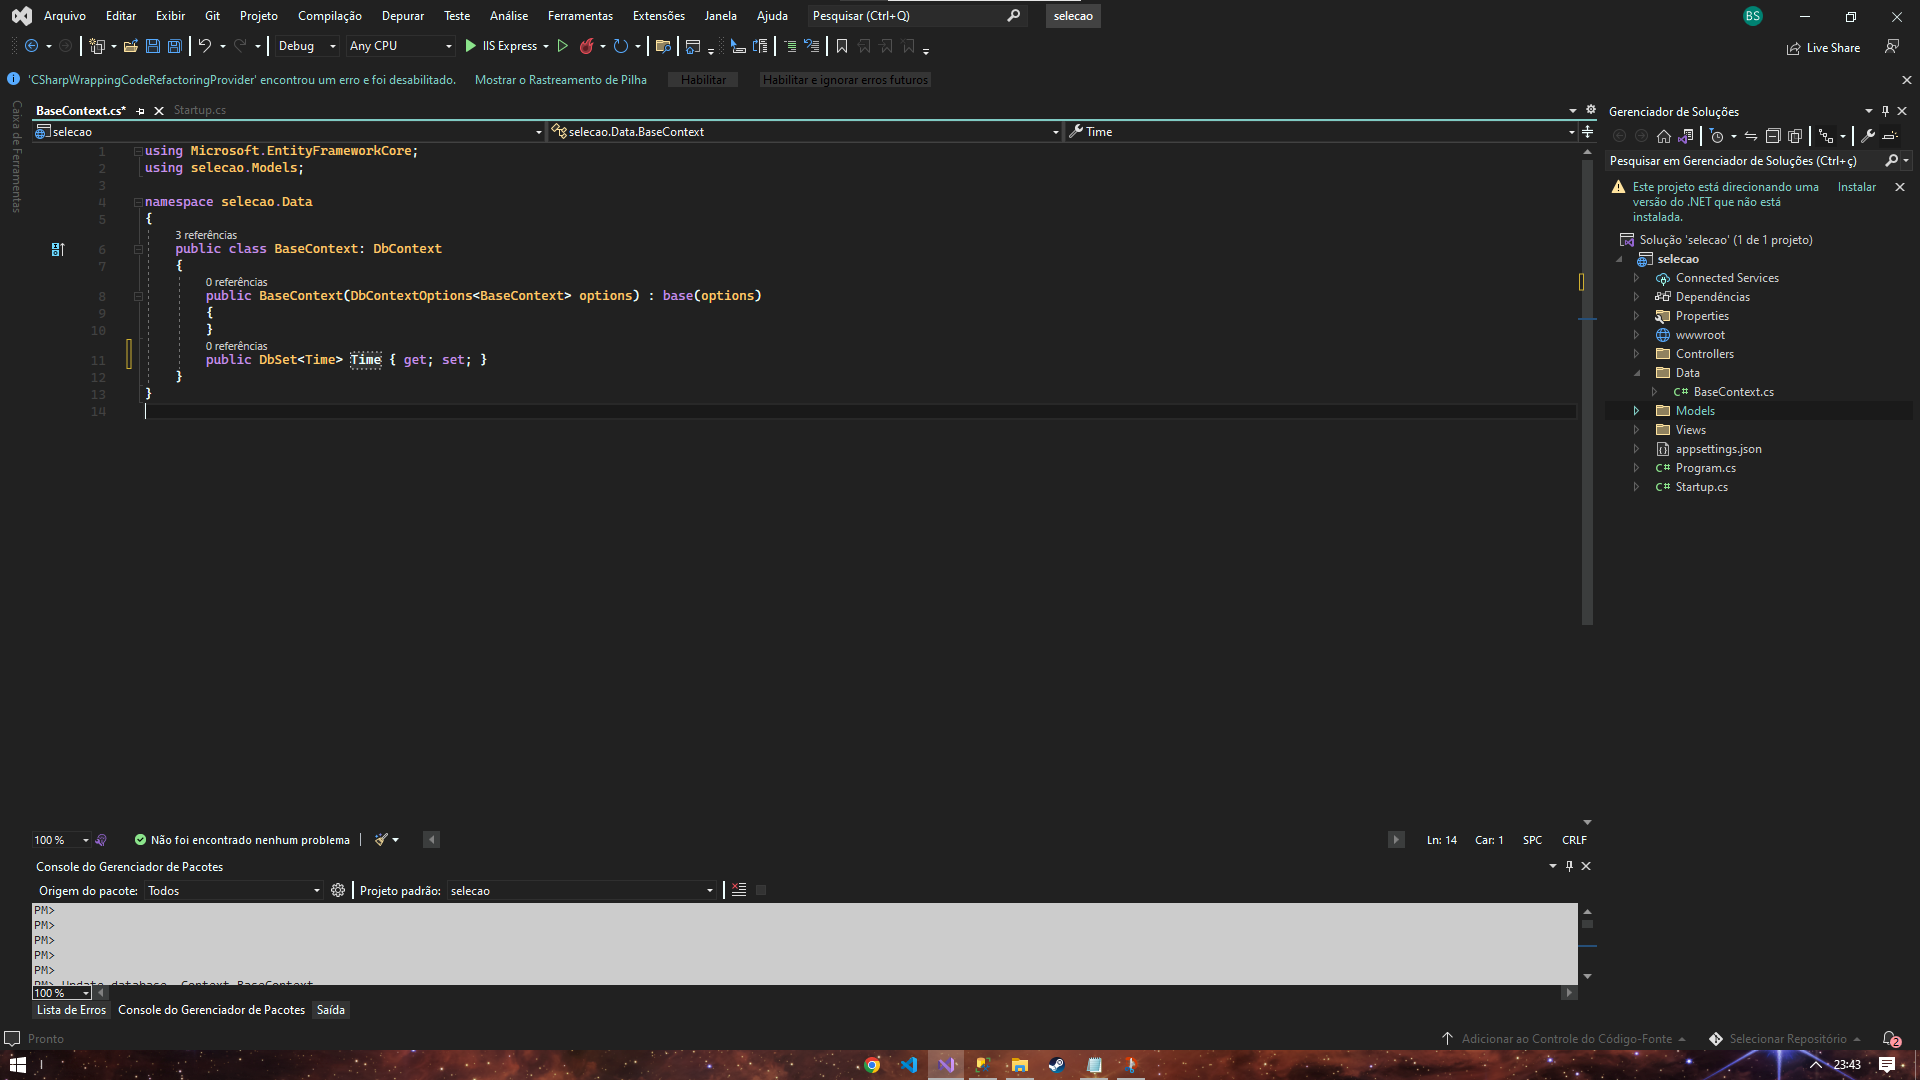 Arquivo Editar Exibir Git Projeto Compilação Depurar Teste Análise Ferramentas Extensões Janela Ajuda Pesquisar (Ctrl+Q) selecao BS
Debug Any CPU IIS Express Live Share
'CSharpWrappingCodeRefactoringProvider' encontrou um erro e foi desabilitado. Mostrar o Rastreamento de Pilha Habilitar Habilitar e ignorar erros futuros
Caixa de Ferramentas
BaseContext.cs* Startup.cs
selecao selecao.Data.BaseContext Time
1 using Microsoft.EntityFrameworkCore;
2 using selecao.Models;
3
4 namespace selecao.Data
5 {
3 referências
6 public class BaseContext: DbContext
7 {
0 referências
8 public BaseContext(DbContextOptions<BaseContext> options) : base(options)
9 {
10 }
0 referências
11 public DbSet<Time> Time { get; set; }
12 }
13 }
14
100 % Não foi encontrado nenhum problema Ln: 14 Car: 1 SPC CRLF
Console do Gerenciador de Pacotes
Origem do pacote: Todos Projeto padrão: selecao
PM>
PM>
PM>
PM>
PM>
PM> Update-database -Context BaseContext
100 %
Lista de Erros Console do Gerenciador de Pacotes Saída
Gerenciador de Soluções
Pesquisar em Gerenciador de Soluções (Ctrl+ç)
Este projeto está direcionando uma Instalar
versão do .NET que não está
instalada.
Solução 'selecao' (1 de 1 projeto)
selecao
Connected Services
Dependências
Properties
wwwroot
Controllers
Data
C# BaseContext.cs
Models
Views
appsettings.json
C# Program.cs
C# Startup.cs
Pronto Adicionar ao Controle do Código-Fonte Selecionar Repositório 2
23:43